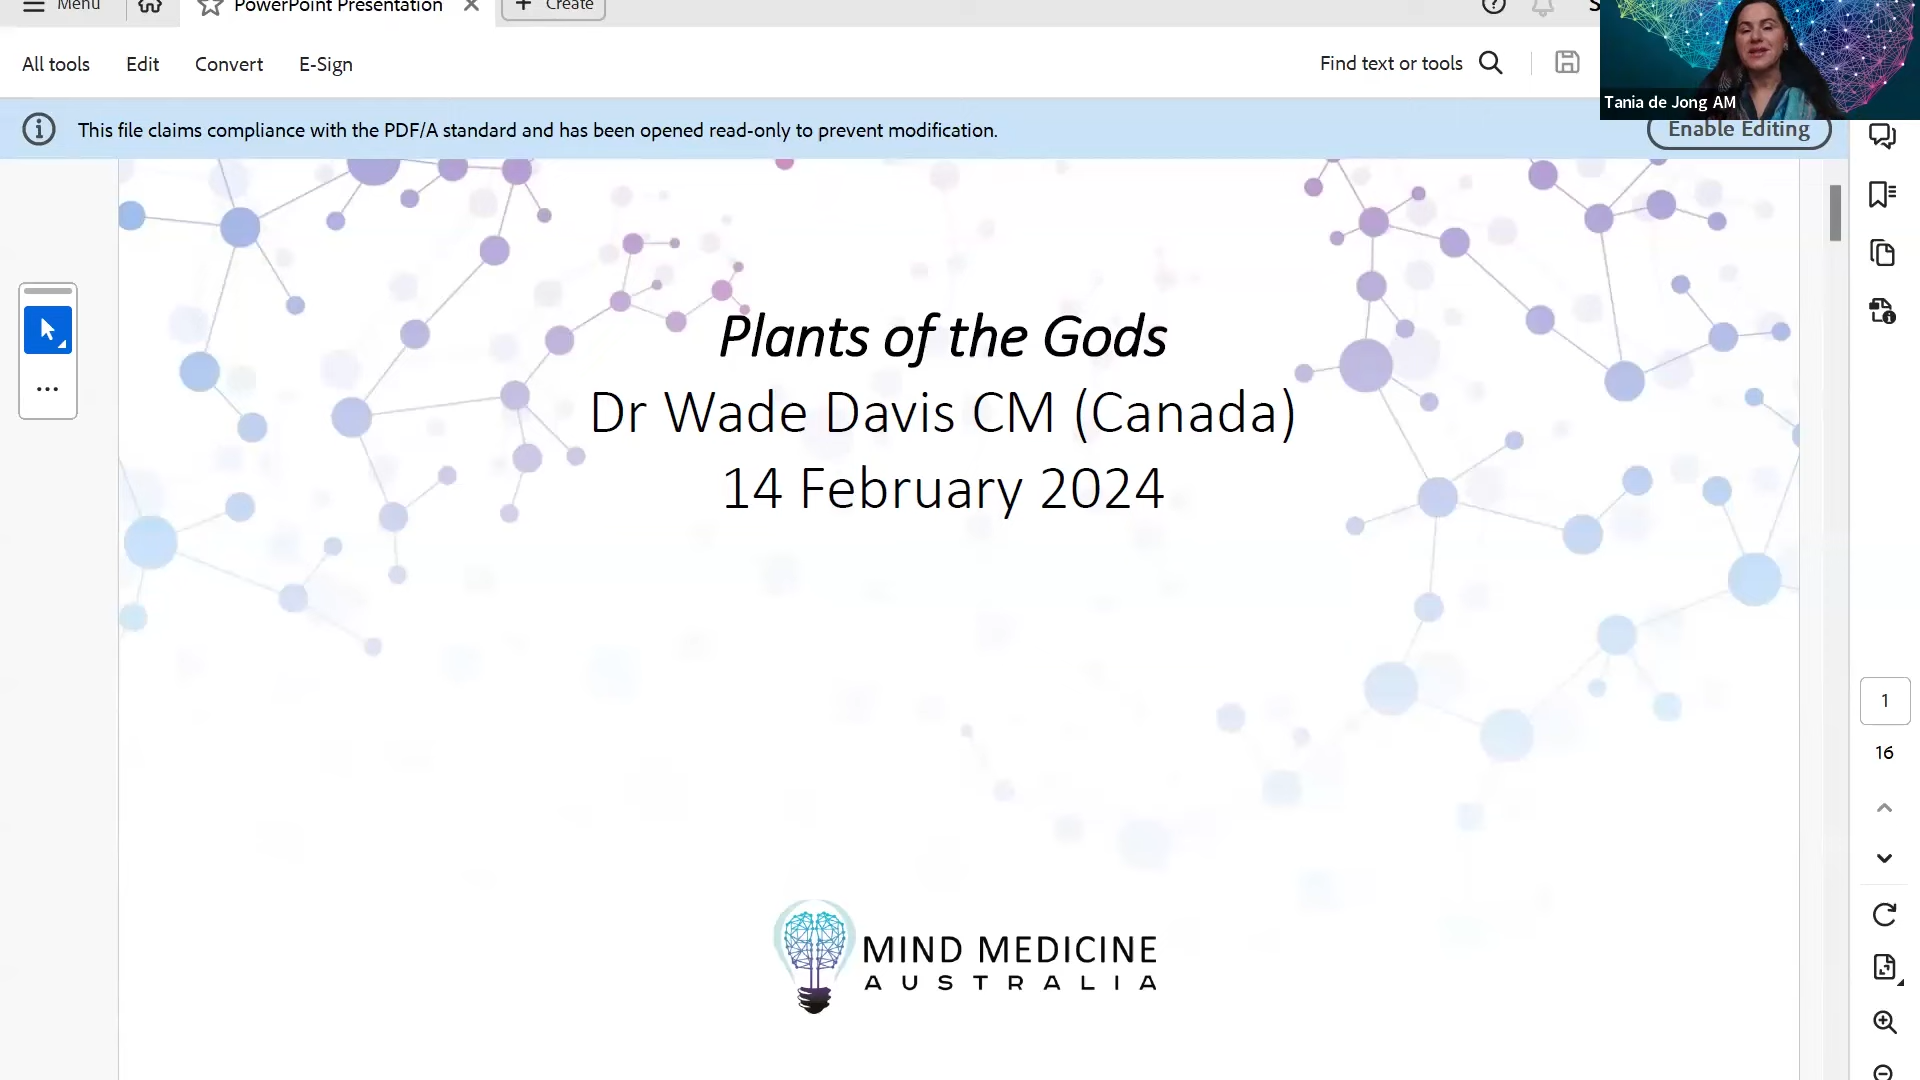 Menu
PowerPoint Presentation
Create
All tools
Edit
Convert
E-Sign
Find text or tools
Tania de Jong AM
This file claims compliance with the PDF/A standard and has been opened read-only to prevent modification.
Enable Editing
Plants of the Gods
Dr Wade Davis CM (Canada)
14 February 2024
1
16
MIND MEDICINE
AUSTRALIA